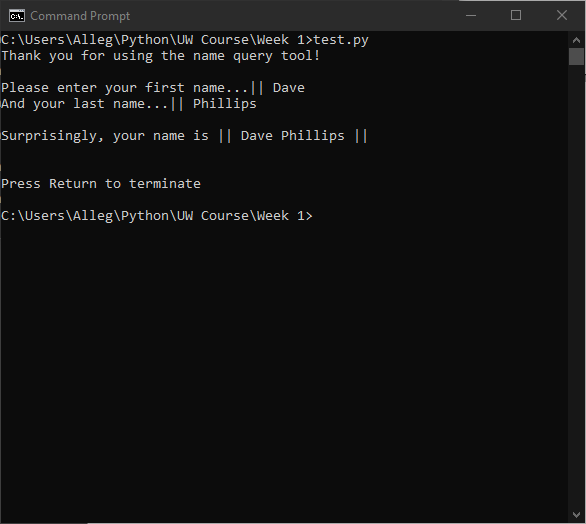 Command Prompt
C:\Users\Alleg\Python\UW Course\Week 1>test.py
Thank you for using the name query tool!
Please enter your first name...|| Dave
And your last name...|| Phillips
Surprisingly, your name is || Dave Phillips ||
Press Return to terminate
C:\Users\Alleg\Python\UW Course\Week 1>